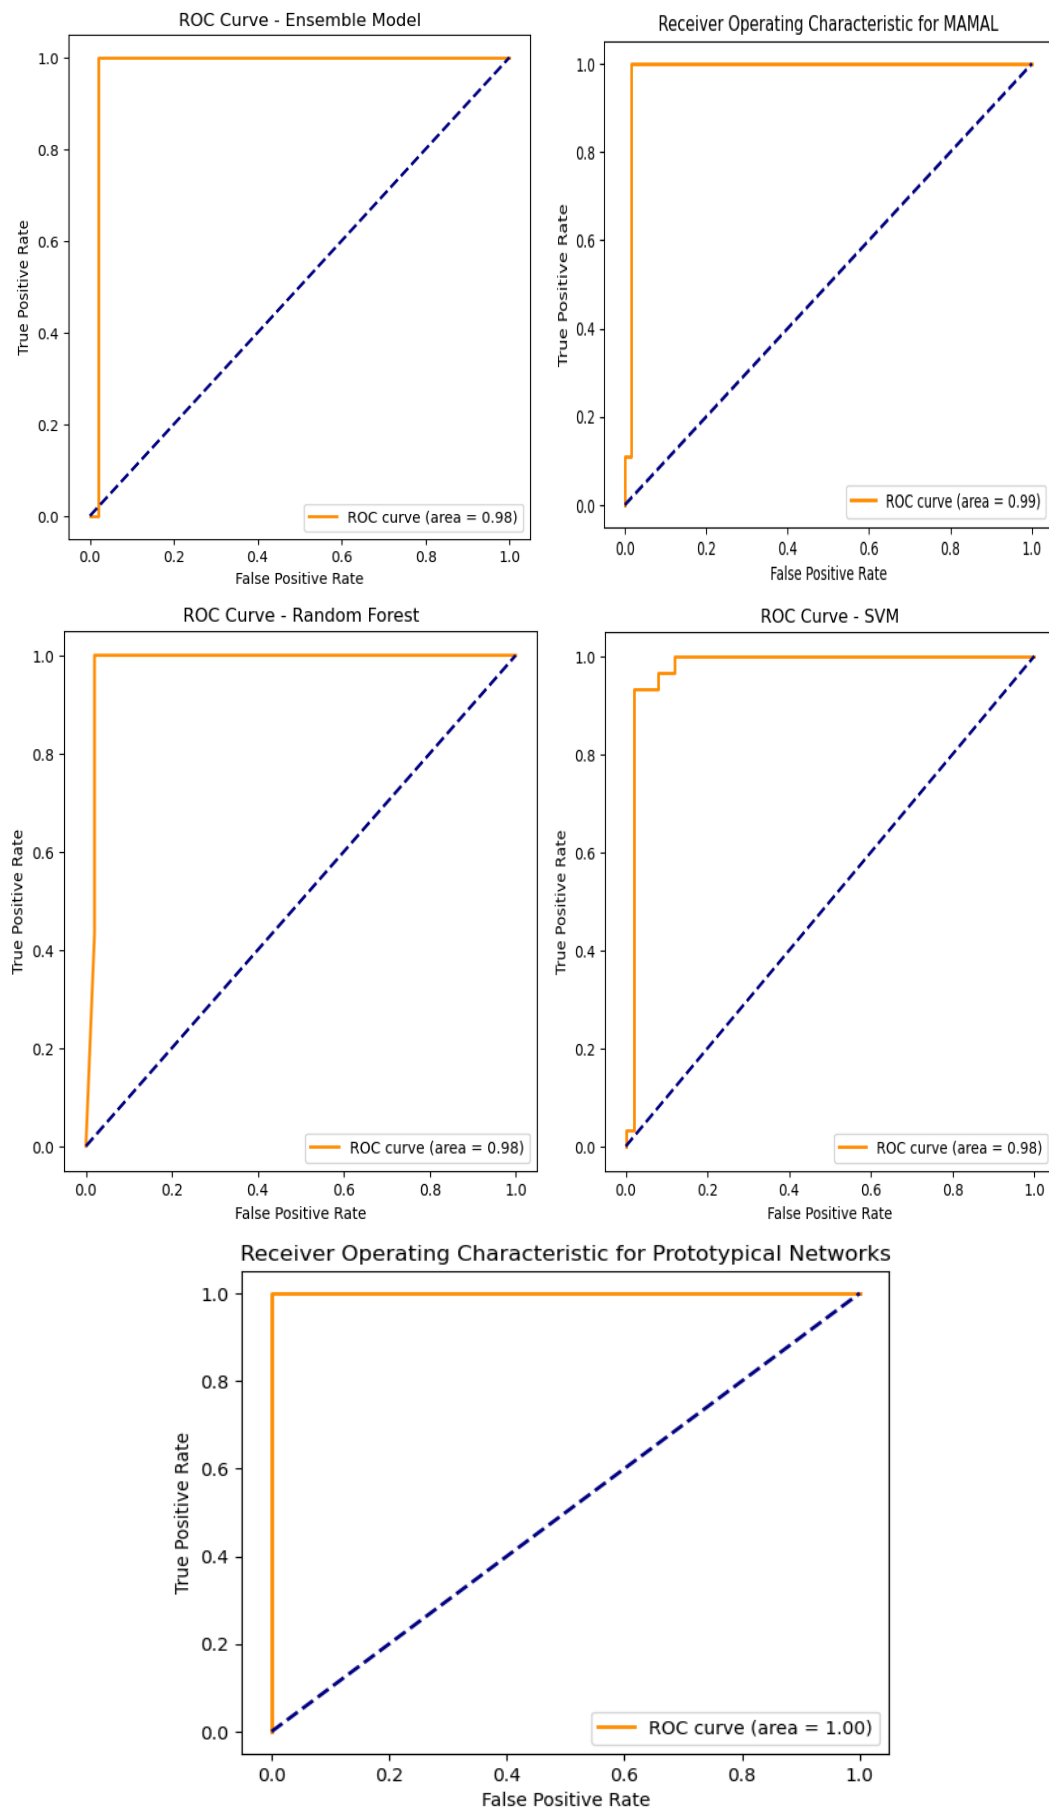 ROC Curve - Ensemble Model
1.0
0.8
0.6
0.4
0.2
0.0
True Positive Rate
ROC curve (area = 0.98)
0.0 0.2 0.4 0.6 0.8 1.0
False Positive Rate
Receiver Operating Characteristic for MAMAL
1.0
0.8
0.6
0.4
0.2
0.0
True Positive Rate
ROC curve (area = 0.99)
0.0 0.2 0.4 0.6 0.8 1.0
False Positive Rate
ROC Curve - Random Forest
1.0
0.8
0.6
0.4
0.2
0.0
True Positive Rate
ROC curve (area = 0.98)
0.0 0.2 0.4 0.6 0.8 1.0
False Positive Rate
ROC Curve - SVM
1.0
0.8
0.6
0.4
0.2
0.0
True Positive Rate
ROC curve (area = 0.98)
0.0 0.2 0.4 0.6 0.8 1.0
False Positive Rate
Receiver Operating Characteristic for Prototypical Networks
1.0
0.8
0.6
0.4
0.2
0.0
True Positive Rate
ROC curve (area = 1.00)
0.0 0.2 0.4 0.6 0.8 1.0
False Positive Rate